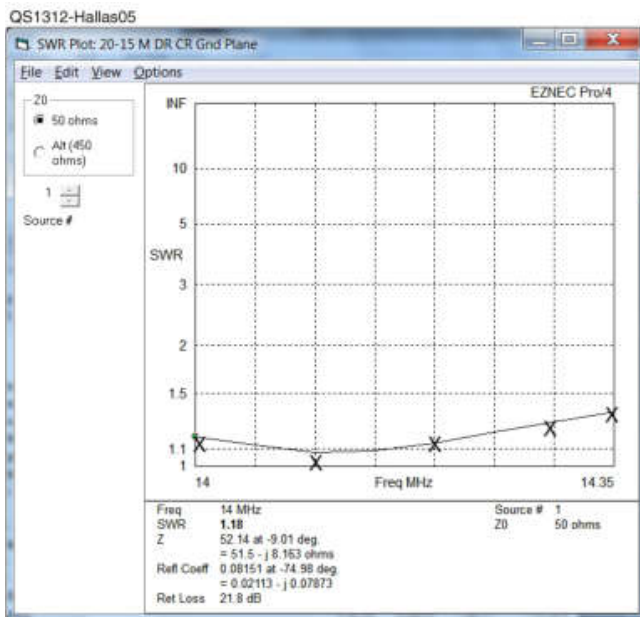 QS1312-Hallas05
SWR Plot: 20-15 M DR CR Gnd Plane
File Edit View Options
Z0
50 ohms
Alt (450
ohms)
1
Source #
EZNEC Pro/4
INF
10
5
SWR
3
2
1.5
1.1
1
14
Freq MHz
14.35
Freq 14 MHz Source # 1
SWR 1.18 Z0 50 ohms
Z 52.14 at -9.01 deg.
= 51.5 - j 8.163 ohms
Refl Coeff 0.08151 at -74.98 deg.
= 0.02113 - j 0.07873
Ret Loss 21.8 dB